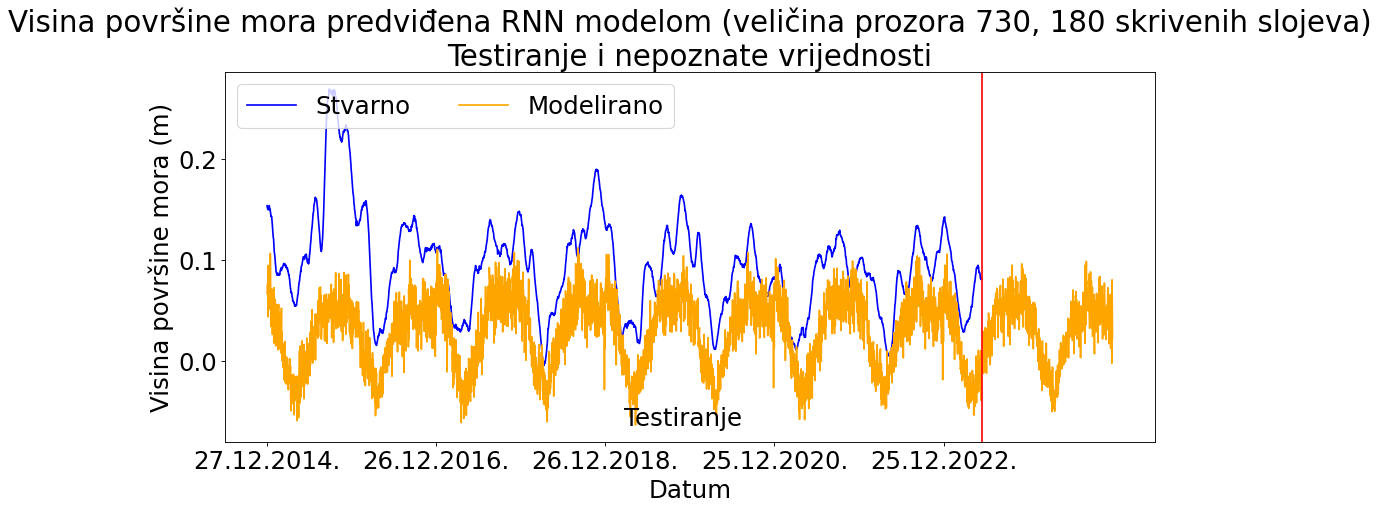 Visina površine mora predviđena RNN modelom (veličina prozora 730, 180 skrivenih slojeva)
Testiranje i nepoznate vrijednosti
Stvarno Modelirano
Visina površine mora (m)
0.2
0.1
0.0
Testiranje
27.12.2014. 26.12.2016. 26.12.2018. 25.12.2020. 25.12.2022.
Datum